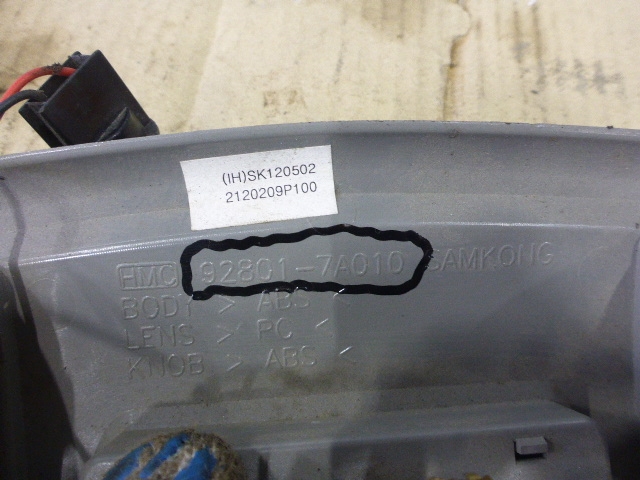 (IH)SK120502
2120209P100
HMC 92801-7A010 SAMKONG
BODY > ABS <
LENS > PC <
KNOB > ABS <